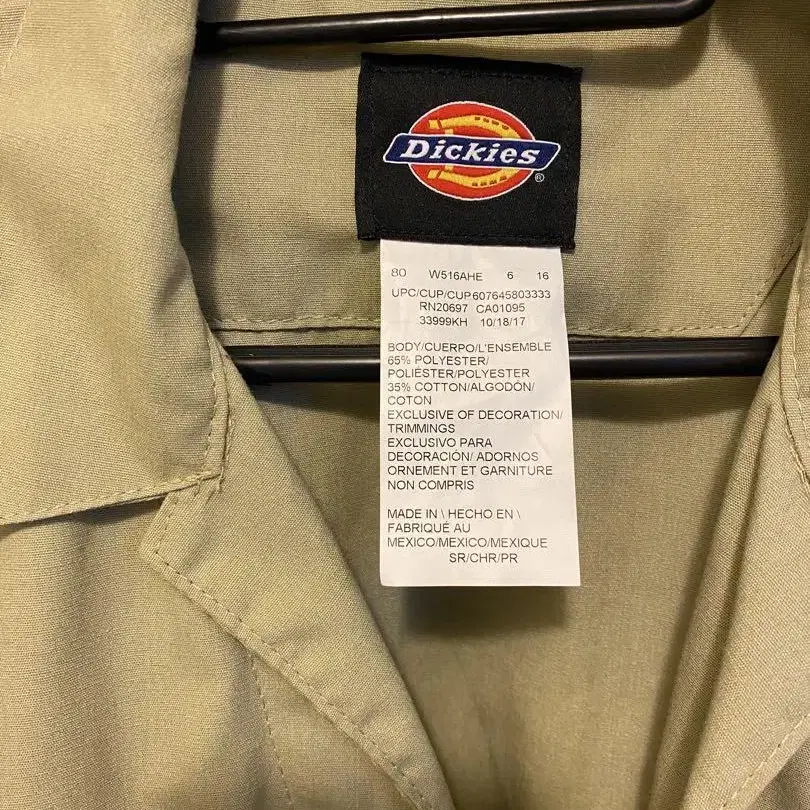 Dickies
®
80 W516AHE 6 16
UPC/CUP/CUP607645803333
RN20697 CA01095
33999KH 10/18/17
BODY/CUERPO/L'ENSEMBLE
65% POLYESTER/
POLIÉSTER/POLYESTER
35% COTTON/ALGODÓN/
COTON
EXCLUSIVE OF DECORATION/
TRIMMINGS
EXCLUSIVO PARA
DECORACIÓN/ ADORNOS
ORNEMENT ET GARNITURE
NON COMPRIS
MADE IN \ HECHO EN \
FABRIQUÉ AU
MEXICO/MEXICO/MEXIQUE
SR/CHR/PR